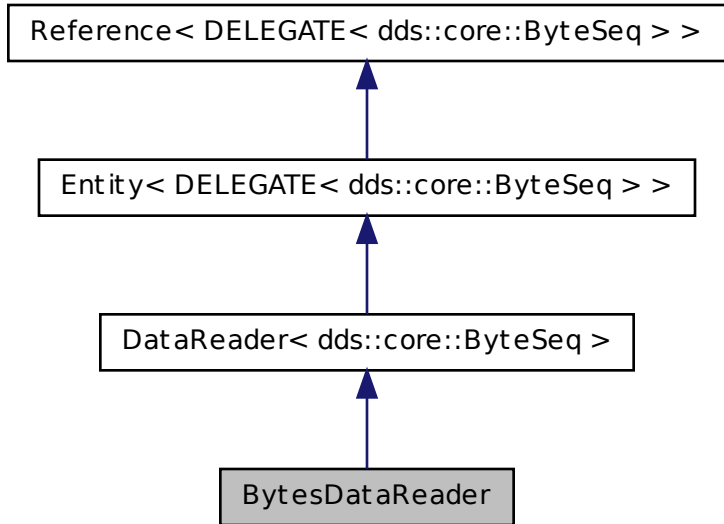 Reference< DELEGATE< dds::core::ByteSeq > >
Entity< DELEGATE< dds::core::ByteSeq > >
DataReader< dds::core::ByteSeq >
BytesDataReader